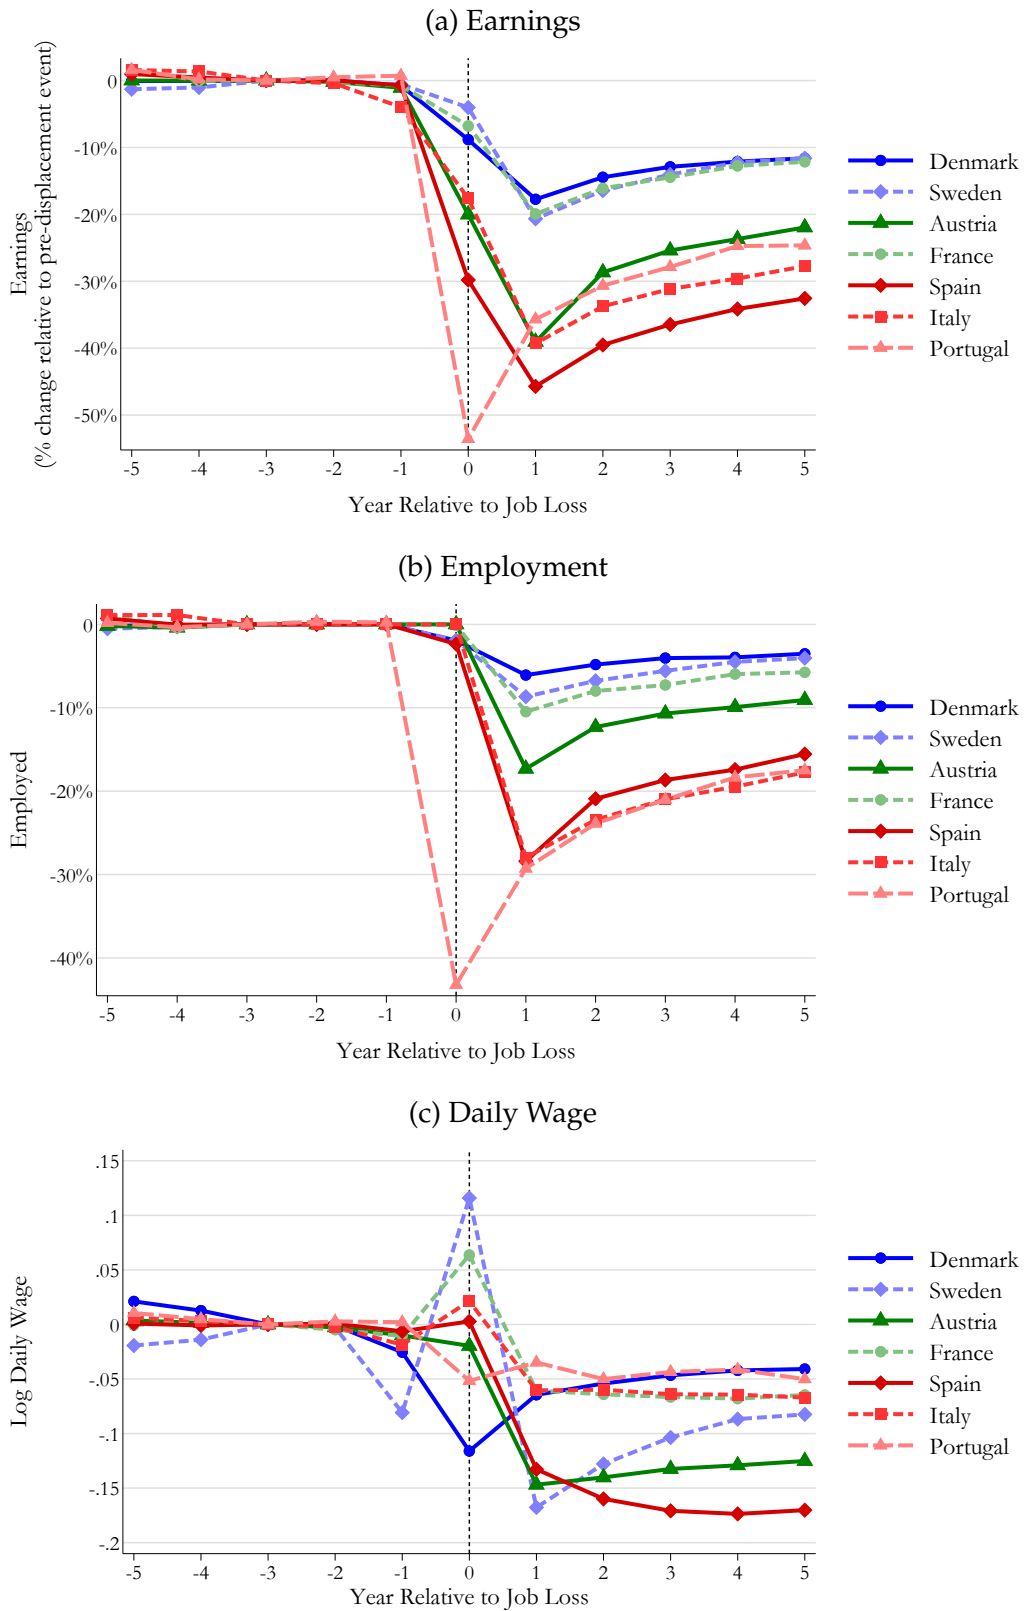 (a) Earnings
Earnings
(% change relative to pre-displacement event)
0
-10%
-20%
-30%
-40%
-50%
-5 -4 -3 -2 -1 0 1 2 3 4 5
Year Relative to Job Loss
Denmark
Sweden
Austria
France
Spain
Italy
Portugal
(b) Employment
Employed
0
-10%
-20%
-30%
-40%
-5 -4 -3 -2 -1 0 1 2 3 4 5
Year Relative to Job Loss
Denmark
Sweden
Austria
France
Spain
Italy
Portugal
(c) Daily Wage
Log Daily Wage
.15
.1
.05
0
-.05
-.1
-.15
-.2
-5 -4 -3 -2 -1 0 1 2 3 4 5
Year Relative to Job Loss
Denmark
Sweden
Austria
France
Spain
Italy
Portugal